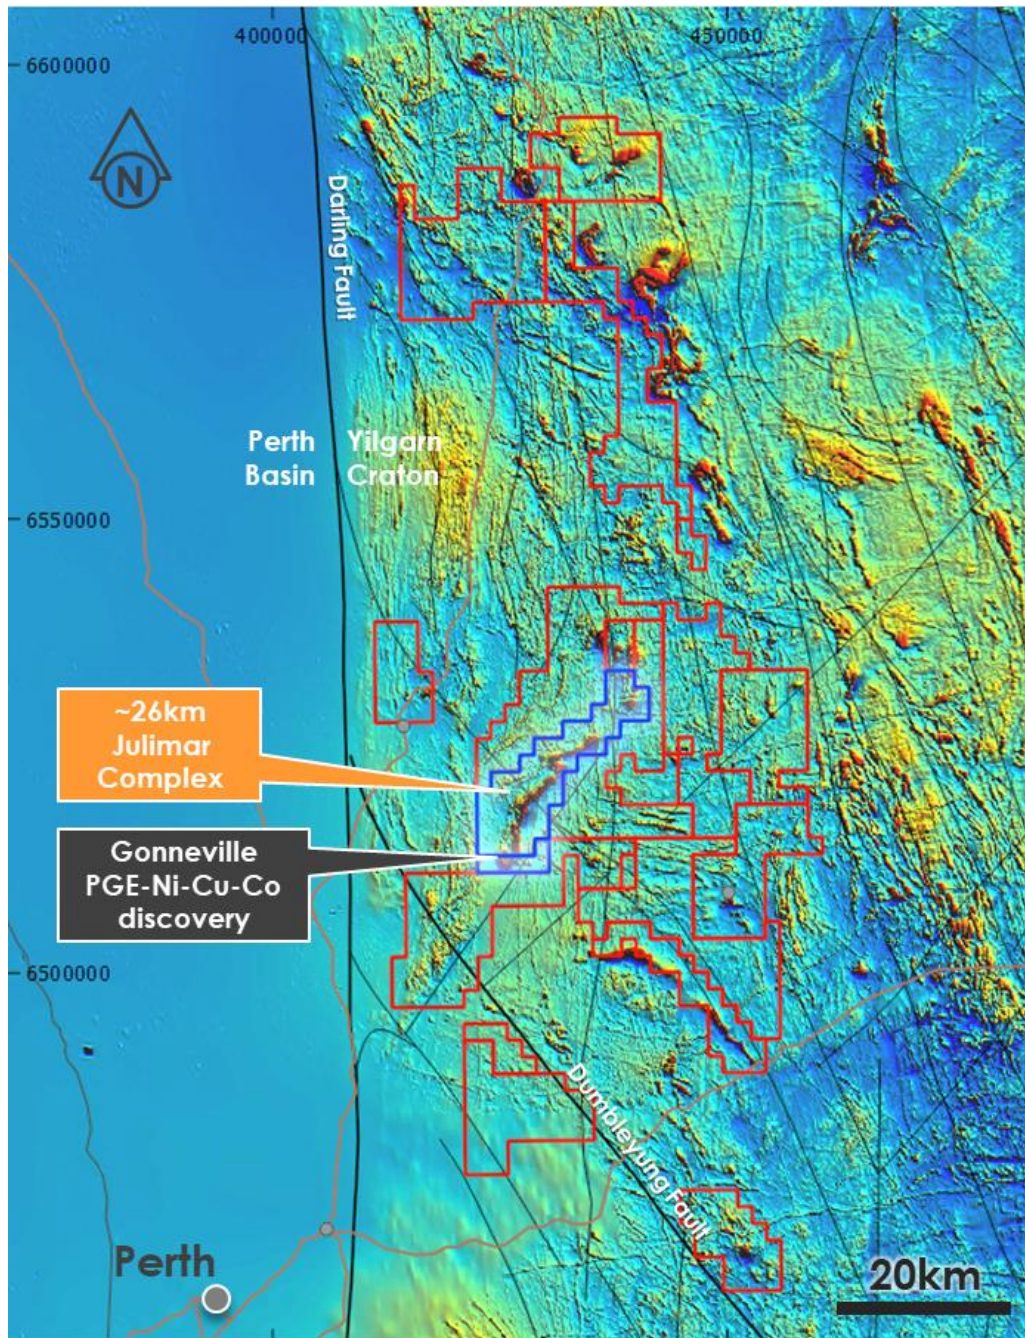 400000
450000
6600000
N
Darling Fault
Perth Yilgarn
Basin Craton
6550000
~26km
Julimar
Complex
Gonneville
PGE-Ni-Cu-Co
discovery
6500000
Dumbleyung Fault
Perth
20km